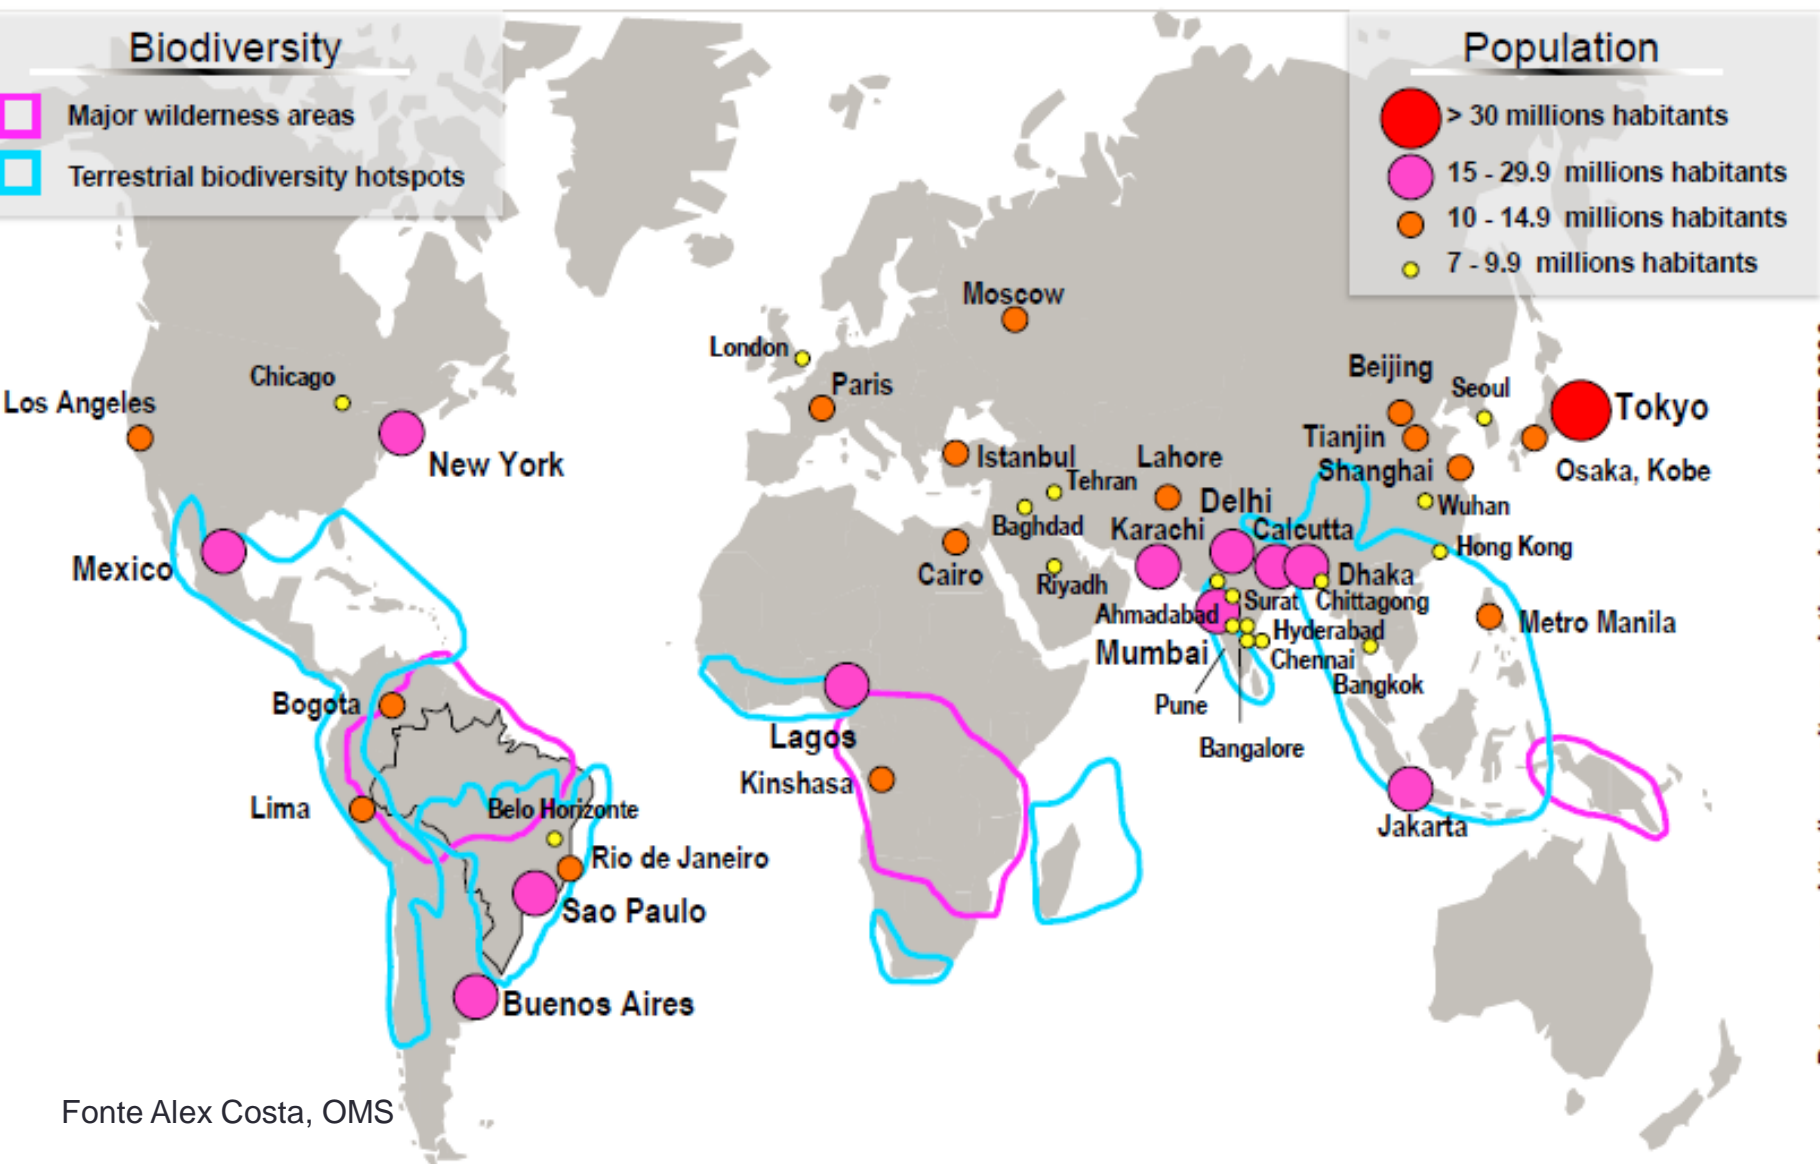 Biodiversity
Major wilderness areas
Terrestrial biodiversity hotspots
Population
> 30 millions habitants
15 - 29.9 millions habitants
10 - 14.9 millions habitants
7 - 9.9 millions habitants
Moscow
London
Paris
Chicago
Los Angeles
New York
Beijing
Seoul
Tokyo
Tianjin
Istanbul
Lahore
Shanghai
Osaka, Kobe
Tehran
Delhi
Wuhan
Baghdad
Karachi
Calcutta
Hong Kong
Mexico
Cairo
Riyadh
Dhaka
Ahmadabad
Surat
Chittagong
Metro Manila
Hyderabad
Mumbai
Chennai
Bangkok
Bogota
Pune
Lagos
Bangalore
Kinshasa
Lima
Belo Horizonte
Jakarta
Rio de Janeiro
Sao Paulo
Buenos Aires
Fonte Alex Costa, OMS